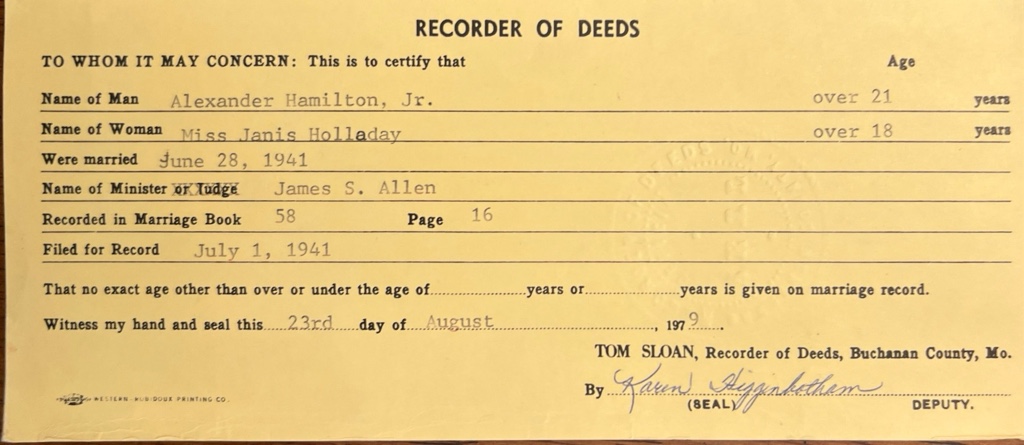 RECORDER OF DEEDS
TO WHOM IT MAY CONCERN: This is to certify that Age
Name of Man Alexander Hamilton, Jr. over 21 years
Name of Woman Miss Janis Holladay over 18 years
Were married June 28, 1941
Name of Minister or Judge James S. Allen
Recorded in Marriage Book 58 Page 16
Filed for Record July 1, 1941
That no exact age other than over or under the age of..................years or..................years is given on marriage record.
Witness my hand and seal this 23rd day of August, 1979.
TOM SLOAN, Recorder of Deeds, Buchanan County, Mo.
By Karen Higginbotham
(SEAL) DEPUTY.
WESTERN ROBIDOUX PRINTING CO.